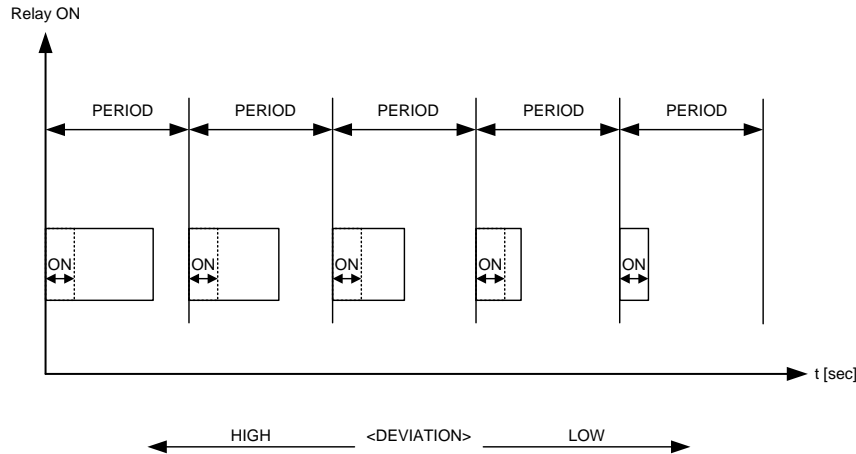 Relay ON
PERIOD PERIOD PERIOD PERIOD PERIOD
ON ON ON ON ON
t [sec]
HIGH <DEVIATION> LOW